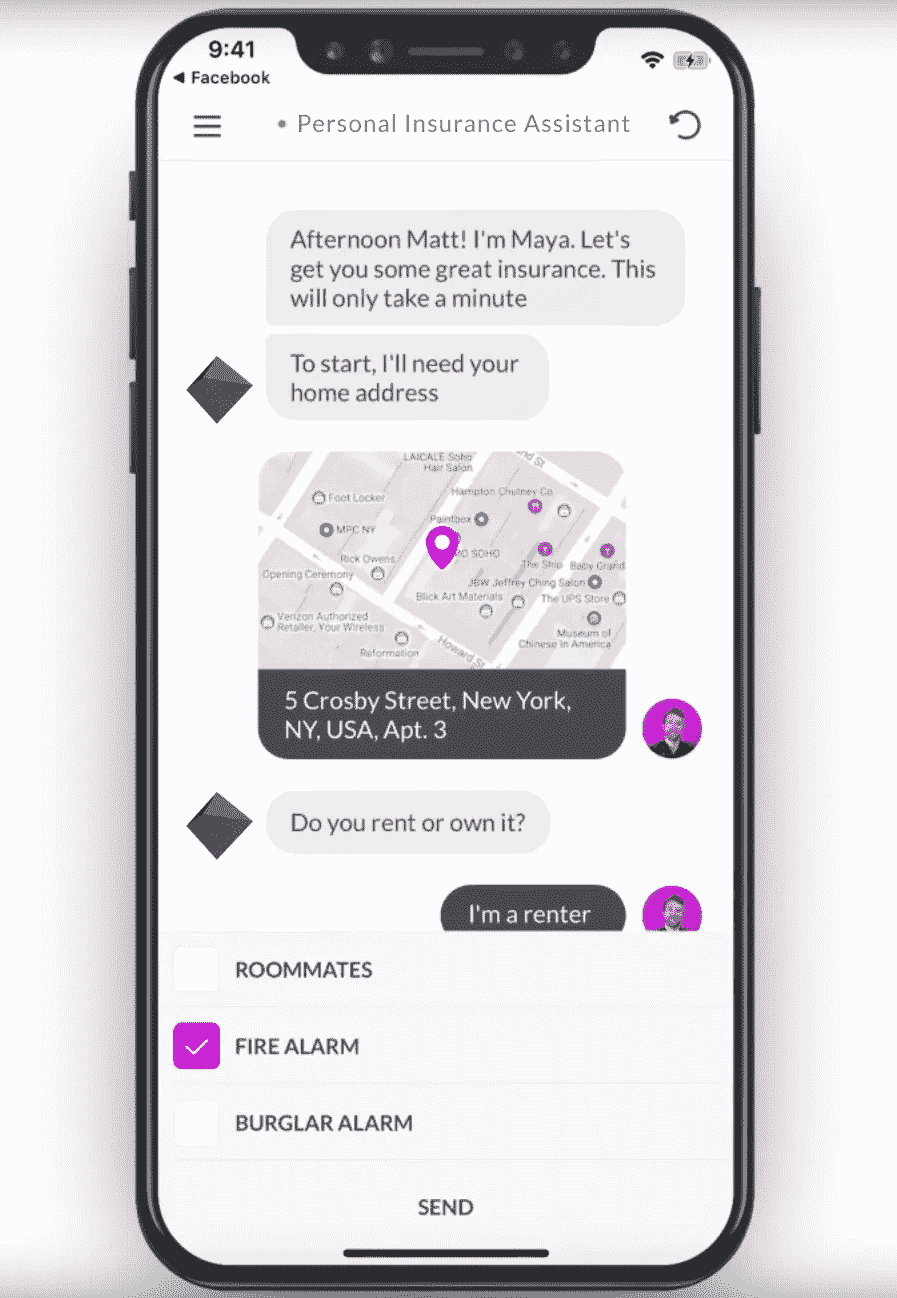 9:41
Facebook
Personal Insurance Assistant
Afternoon Matt! I'm Maya. Let's
get you some great insurance. This
will only take a minute
To start, I'll need your
home address
LAICALE Soho
Hair Salon
nd St
Foot Locker
Hampton Chutney Co
MPC NY
Paintbox
Rick Owens
MO SOHO
The Ship
Baby Grand
Opening Ceremony
JBW Jeffrey Ching Salon
Blick Art Materials
The UPS Store
Verizon Authorized
Retailer, Your Wireless
Museum of
Chinese in America
Howard St
Reformation
5 Crosby Street, New York,
NY, USA, Apt. 3
Do you rent or own it?
I'm a renter
ROOMMATES
FIRE ALARM
BURGLAR ALARM
SEND